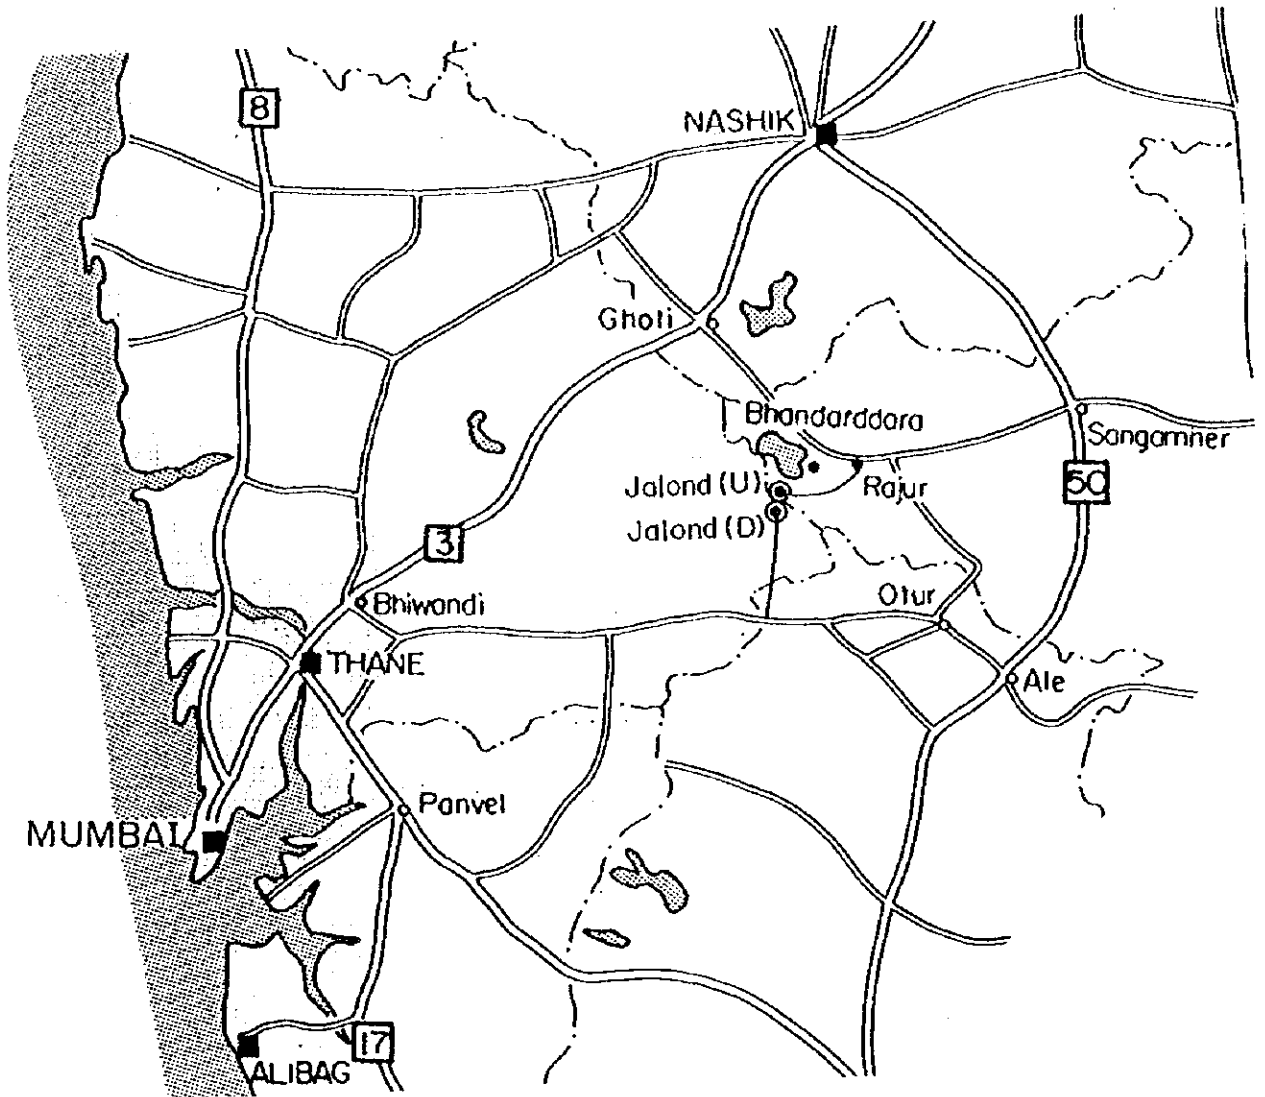 8
NASHIK
Ghoti
Bhandarddara
Sangamner
Jalond (U)
Rajur
50
Jalond (D)
3
Bhiwandi
Otur
THANE
Ale
Panvel
MUMBAI
17
ALIBAG